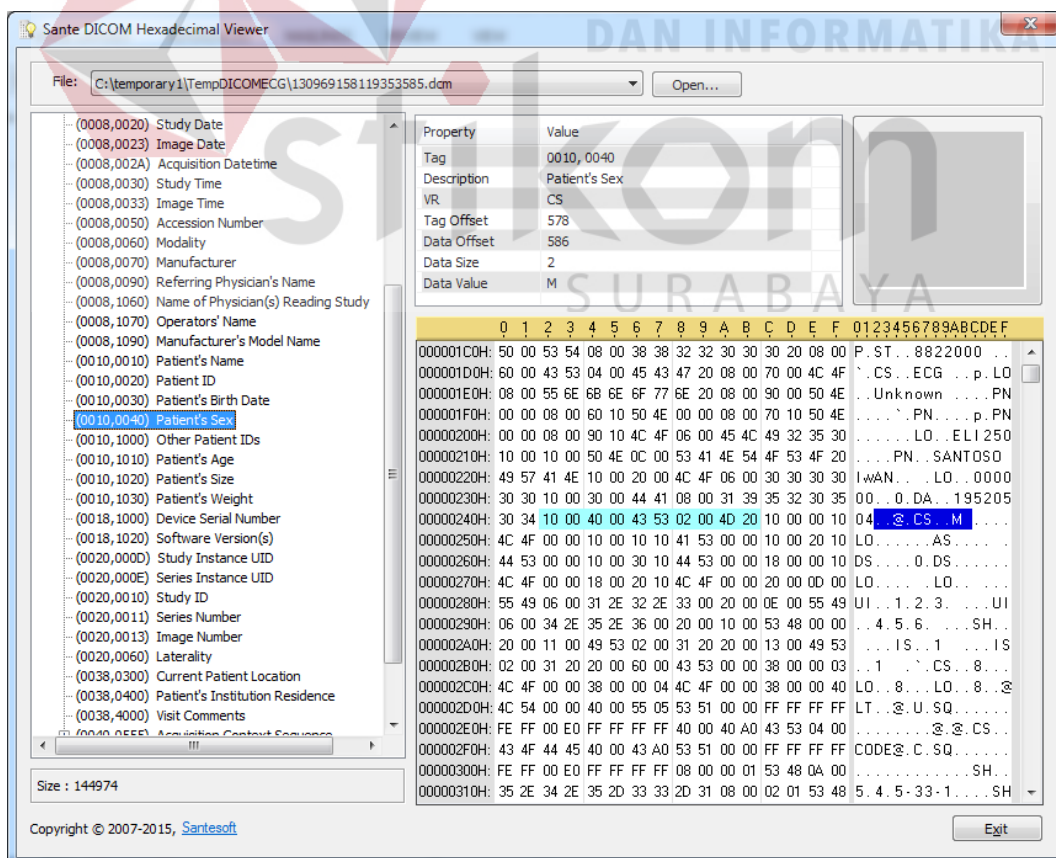 DAN INFORMATIKA
Sante DICOM Hexadecimal Viewer
File: C:\temporary1\TempDICOMECG\130969158119353585.dcm Open...
stikom
SURABAYA
(0008,0020) Study Date
(0008,0023) Image Date
(0008,002A) Acquisition Datetime
(0008,0030) Study Time
(0008,0033) Image Time
(0008,0050) Accession Number
(0008,0060) Modality
(0008,0070) Manufacturer
(0008,0090) Referring Physician's Name
(0008,1060) Name of Physician(s) Reading Study
(0008,1070) Operators' Name
(0008,1090) Manufacturer's Model Name
(0010,0010) Patient's Name
(0010,0020) Patient ID
(0010,0030) Patient's Birth Date
(0010,0040) Patient's Sex
(0010,1000) Other Patient IDs
(0010,1010) Patient's Age
(0010,1020) Patient's Size
(0010,1030) Patient's Weight
(0018,1000) Device Serial Number
(0018,1020) Software Version(s)
(0020,000D) Study Instance UID
(0020,000E) Series Instance UID
(0020,0010) Study ID
(0020,0011) Series Number
(0020,0013) Image Number
(0020,0060) Laterality
(0038,0300) Current Patient Location
(0038,0400) Patient's Institution Residence
(0038,4000) Visit Comments
(0040,0555) Acquisition Context Sequence
Property Value
Tag 0010, 0040
Description Patient's Sex
VR CS
Tag Offset 578
Data Offset 586
Data Size 2
Data Value M
0 1 2 3 4 5 6 7 8 9 A B C D E F 0123456789ABCDEF
000001C0H: 50 00 53 54 08 00 38 38 32 32 30 30 30 20 08 00 P.ST..8822000 ..
000001D0H: 60 00 43 53 04 00 45 43 47 20 08 00 70 00 4C 4F `.CS..ECG ..p.LO
000001E0H: 08 00 55 6E 6B 6E 6F 77 6E 20 08 00 90 00 50 4E ..Unknown ....PN
000001F0H: 00 00 08 00 60 10 50 4E 00 00 08 00 70 10 50 4E ....`.PN....p.PN
00000200H: 00 00 08 00 90 10 4C 4F 06 00 45 4C 49 32 35 30 ......LO..ELI250
00000210H: 10 00 10 00 50 4E 0C 00 53 41 4E 54 4F 53 4F 20 ....PN..SANTOSO
00000220H: 49 57 41 4E 10 00 20 00 4C 4F 06 00 30 30 30 30 IWAN.. .LO..0000
00000230H: 30 30 10 00 30 00 44 41 08 00 31 39 35 32 30 35 00..0.DA..195205
00000240H: 30 34 10 00 40 00 43 53 02 00 4D 20 10 00 00 10 04..@.CS..M ....
00000250H: 4C 4F 00 00 10 00 10 10 41 53 00 00 10 00 20 10 LO......AS.... .
00000260H: 44 53 00 00 10 00 30 10 44 53 00 00 18 00 00 10 DS....0.DS......
00000270H: 4C 4F 00 00 18 00 20 10 4C 4F 00 00 20 00 0D 00 LO.... .LO.. ...
00000280H: 55 49 06 00 31 2E 32 2E 33 00 20 00 0E 00 55 49 UI..1.2.3. ...UI
00000290H: 06 00 34 2E 35 2E 36 00 20 00 10 00 53 48 00 00 ..4.5.6. ...SH..
000002A0H: 20 00 11 00 49 53 02 00 31 20 20 00 13 00 49 53 ...IS..1 ...IS
000002B0H: 02 00 31 20 20 00 60 00 43 53 00 00 38 00 00 03 ..1 .`.CS..8...
000002C0H: 4C 4F 00 00 38 00 00 04 4C 4F 00 00 38 00 00 40 LO..8...LO..8..@
000002D0H: 4C 54 00 00 40 00 55 05 53 51 00 00 FF FF FF FF LT..@.U.SQ......
000002E0H: FE FF 00 E0 FF FF FF FF 40 00 40 A0 43 53 04 00 ........@.@.CS..
000002F0H: 43 4F 44 45 40 00 43 A0 53 51 00 00 FF FF FF FF CODE@.C.SQ......
00000300H: FE FF 00 E0 FF FF FF FF 08 00 00 01 53 48 0A 00 ............SH..
00000310H: 35 2E 34 2E 35 2D 33 33 2D 31 08 00 02 01 53 48 5.4.5-33-1....SH
Size : 144974
Copyright © 2007-2015, Santesoft Exit